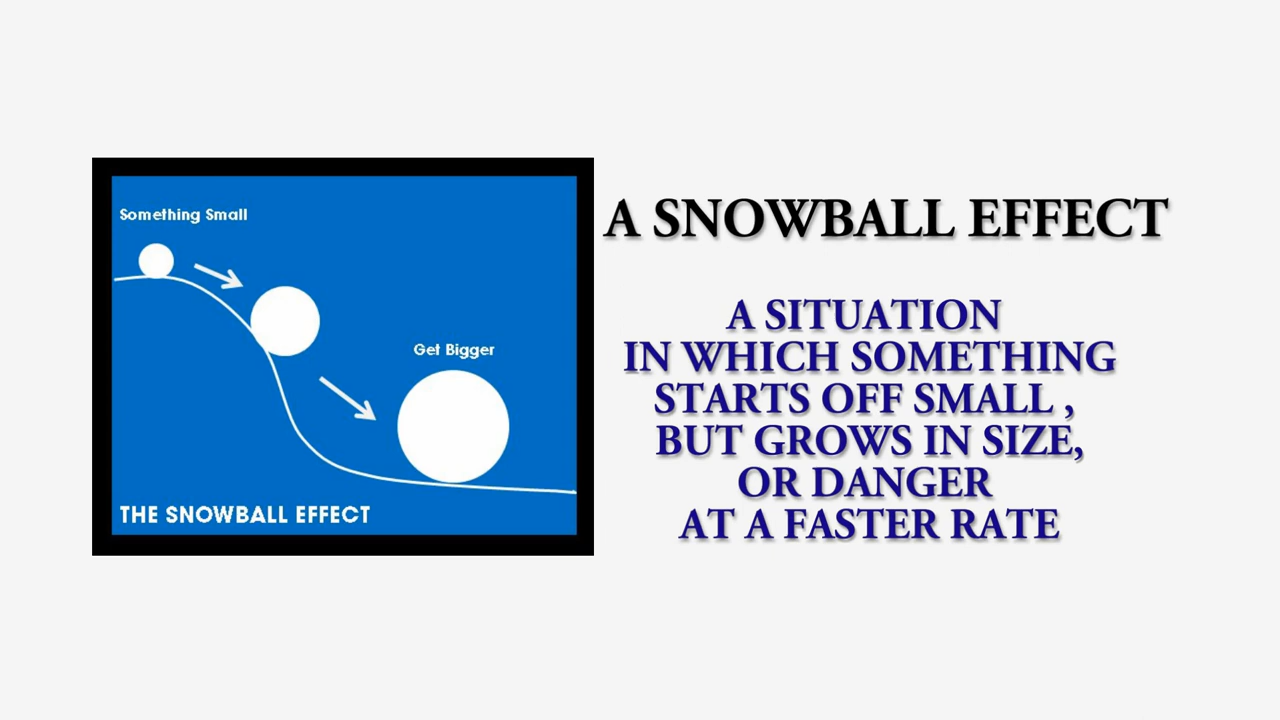 Something Small
Get Bigger
THE SNOWBALL EFFECT
A SNOWBALL EFFECT
A SITUATION
IN WHICH SOMETHING
STARTS OFF SMALL ,
BUT GROWS IN SIZE,
OR DANGER
AT A FASTER RATE